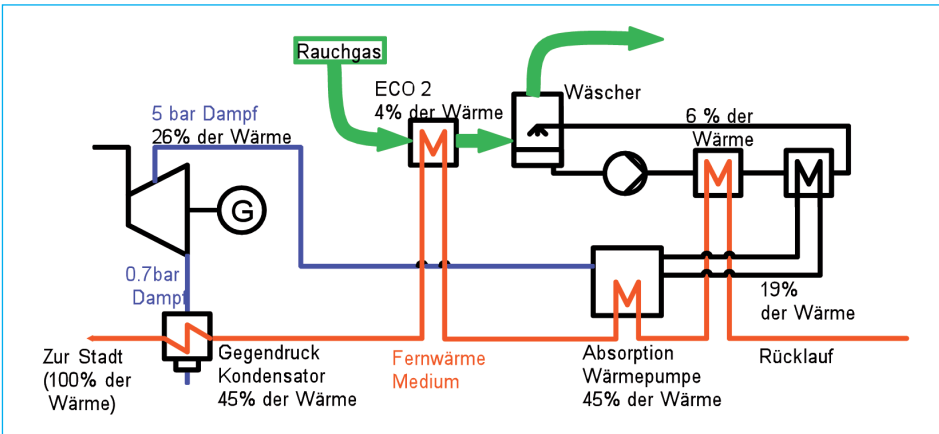 Rauchgas
ECO 2
4% der Wärme
Wäscher
5 bar Dampf
26% der Wärme
6 % der
Wärme
G
0.7bar
Dampf
19%
der Wärme
Zur Stadt
(100% der
Wärme)
Gegendruck
Kondensator
45% der Wärme
Fernwärme
Medium
Absorption
Wärmepumpe
45% der Wärme
Rücklauf